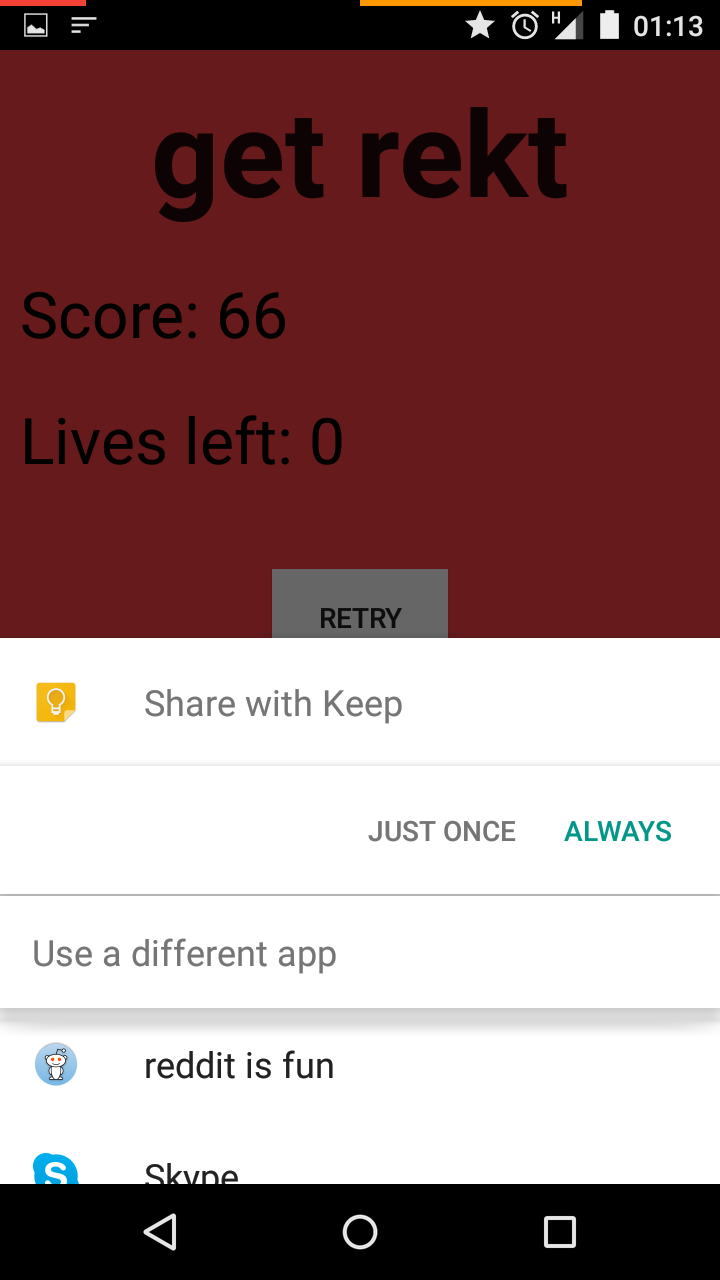 H 01:13
get rekt
Score: 66
Lives left: 0
RETRY
Share with Keep
JUST ONCE ALWAYS
Use a different app
reddit is fun
Skype